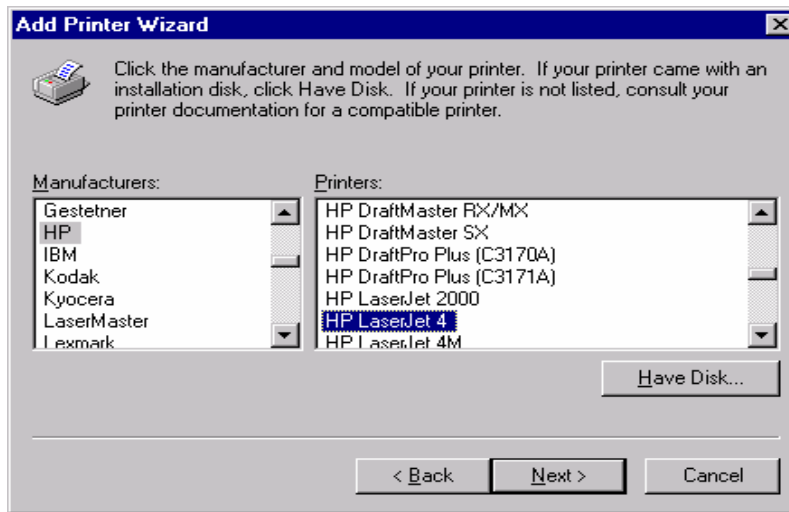 Add Printer Wizard
Click the manufacturer and model of your printer. If your printer came with an
installation disk, click Have Disk. If your printer is not listed, consult your
printer documentation for a compatible printer.
Manufacturers:
Gestetner
HP
IBM
Kodak
Kyocera
LaserMaster
Lexmark
Printers:
HP DraftMaster RX/MX
HP DraftMaster SX
HP DraftPro Plus (C3170A)
HP DraftPro Plus (C3171A)
HP LaserJet 2000
HP LaserJet 4
HP LaserJet 4M
Have Disk...
< Back
Next >
Cancel